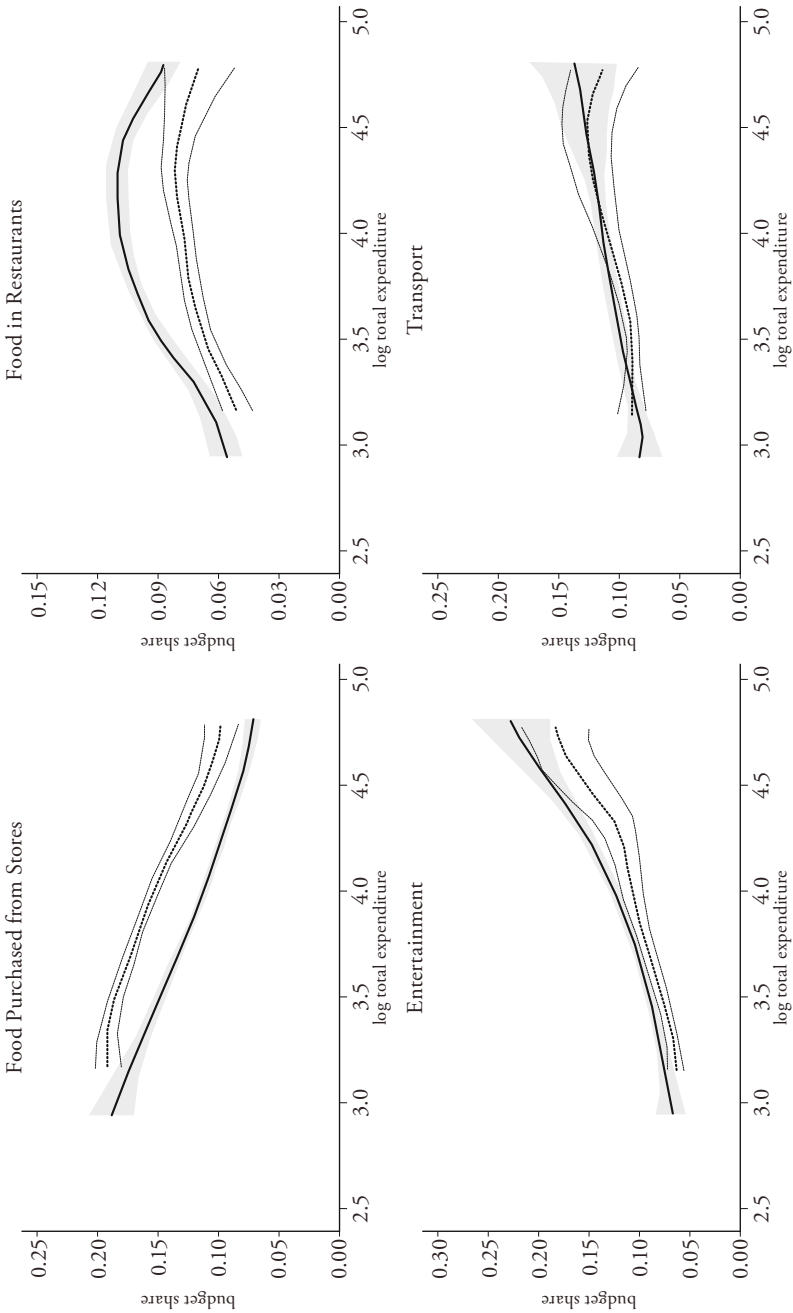 Food Purchased from Stores
budget share
0.25
0.20
0.15
0.10
0.00
2.5 3.0 3.5 4.0 4.5 5.0
log total expenditure
Food in Restaurants
budget share
0.15
0.12
0.09
0.06
0.03
0.00
2.5 3.0 3.5 4.0 4.5 5.0
log total expenditure
Entertainment
budget share
0.30
0.25
0.20
0.15
0.10
0.05
0.00
2.5 3.0 3.5 4.0 4.5 5.0
log total expenditure
Transport
budget share
0.25
0.20
0.15
0.10
0.05
0.00
2.5 3.0 3.5 4.0 4.5 5.0
log total expenditure